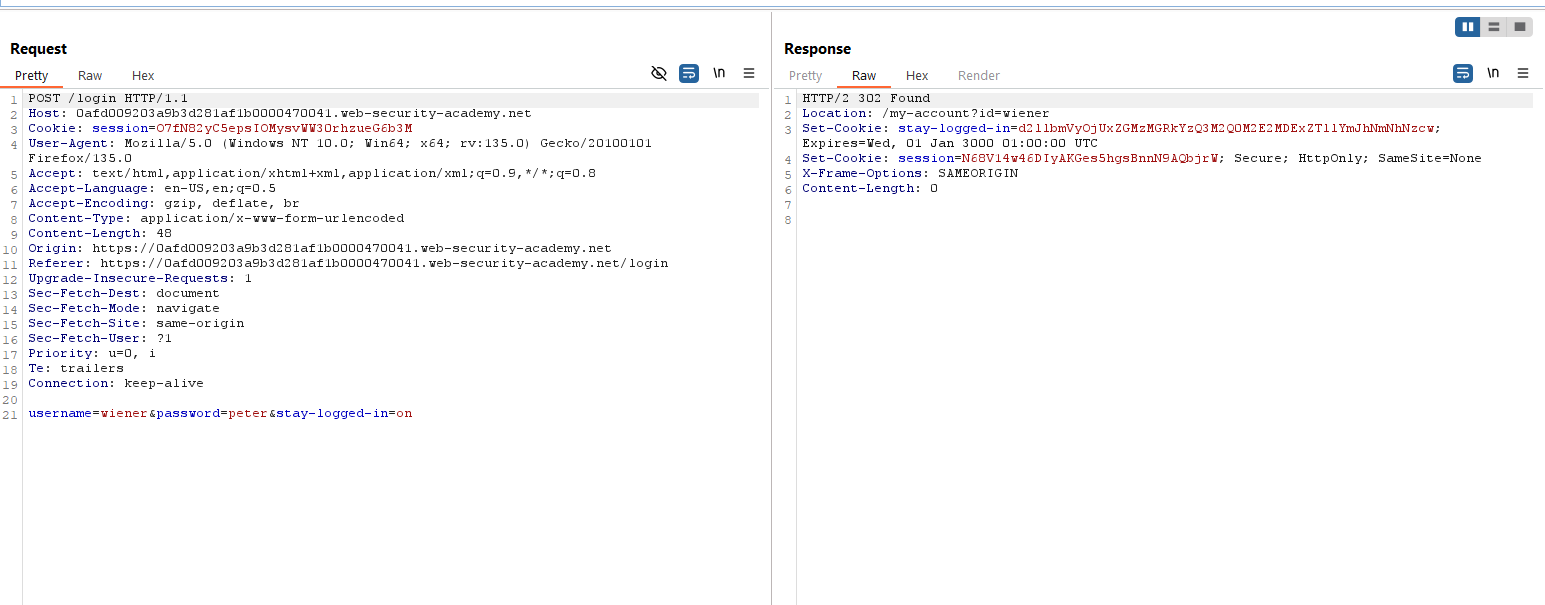 Request
Pretty Raw Hex
\n
1 POST /login HTTP/1.1
2 Host: 0afd009203a9b3d281af1b0000470041.web-security-academy.net
3 Cookie: session=O7fN82yC5epsIOMysvWW3OrhzueG6b3M
4 User-Agent: Mozilla/5.0 (Windows NT 10.0; Win64; x64; rv:135.0) Gecko/20100101
Firefox/135.0
5 Accept: text/html,application/xhtml+xml,application/xml;q=0.9,*/*;q=0.8
6 Accept-Language: en-US,en;q=0.5
7 Accept-Encoding: gzip, deflate, br
8 Content-Type: application/x-www-form-urlencoded
9 Content-Length: 48
10 Origin: https://0afd009203a9b3d281af1b0000470041.web-security-academy.net
11 Referer: https://0afd009203a9b3d281af1b0000470041.web-security-academy.net/login
12 Upgrade-Insecure-Requests: 1
13 Sec-Fetch-Dest: document
14 Sec-Fetch-Mode: navigate
15 Sec-Fetch-Site: same-origin
16 Sec-Fetch-User: ?1
17 Priority: u=0, i
18 Te: trailers
19 Connection: keep-alive
20
21 username=wiener&password=peter&stay-logged-in=on
Response
Pretty Raw Hex Render
\n
1 HTTP/2 302 Found
2 Location: /my-account?id=wiener
3 Set-Cookie: stay-logged-in=d2llbmVyOjUxZGMzMGRkYzQ3M2Q0M2E2MDExZTllYmJhNmNhNzcw;
Expires=Wed, 01 Jan 3000 01:00:00 UTC
4 Set-Cookie: session=N68V14w46DIyAKGes5hgsBnnN9AQbjrW; Secure; HttpOnly; SameSite=None
5 X-Frame-Options: SAMEORIGIN
6 Content-Length: 0
7
8